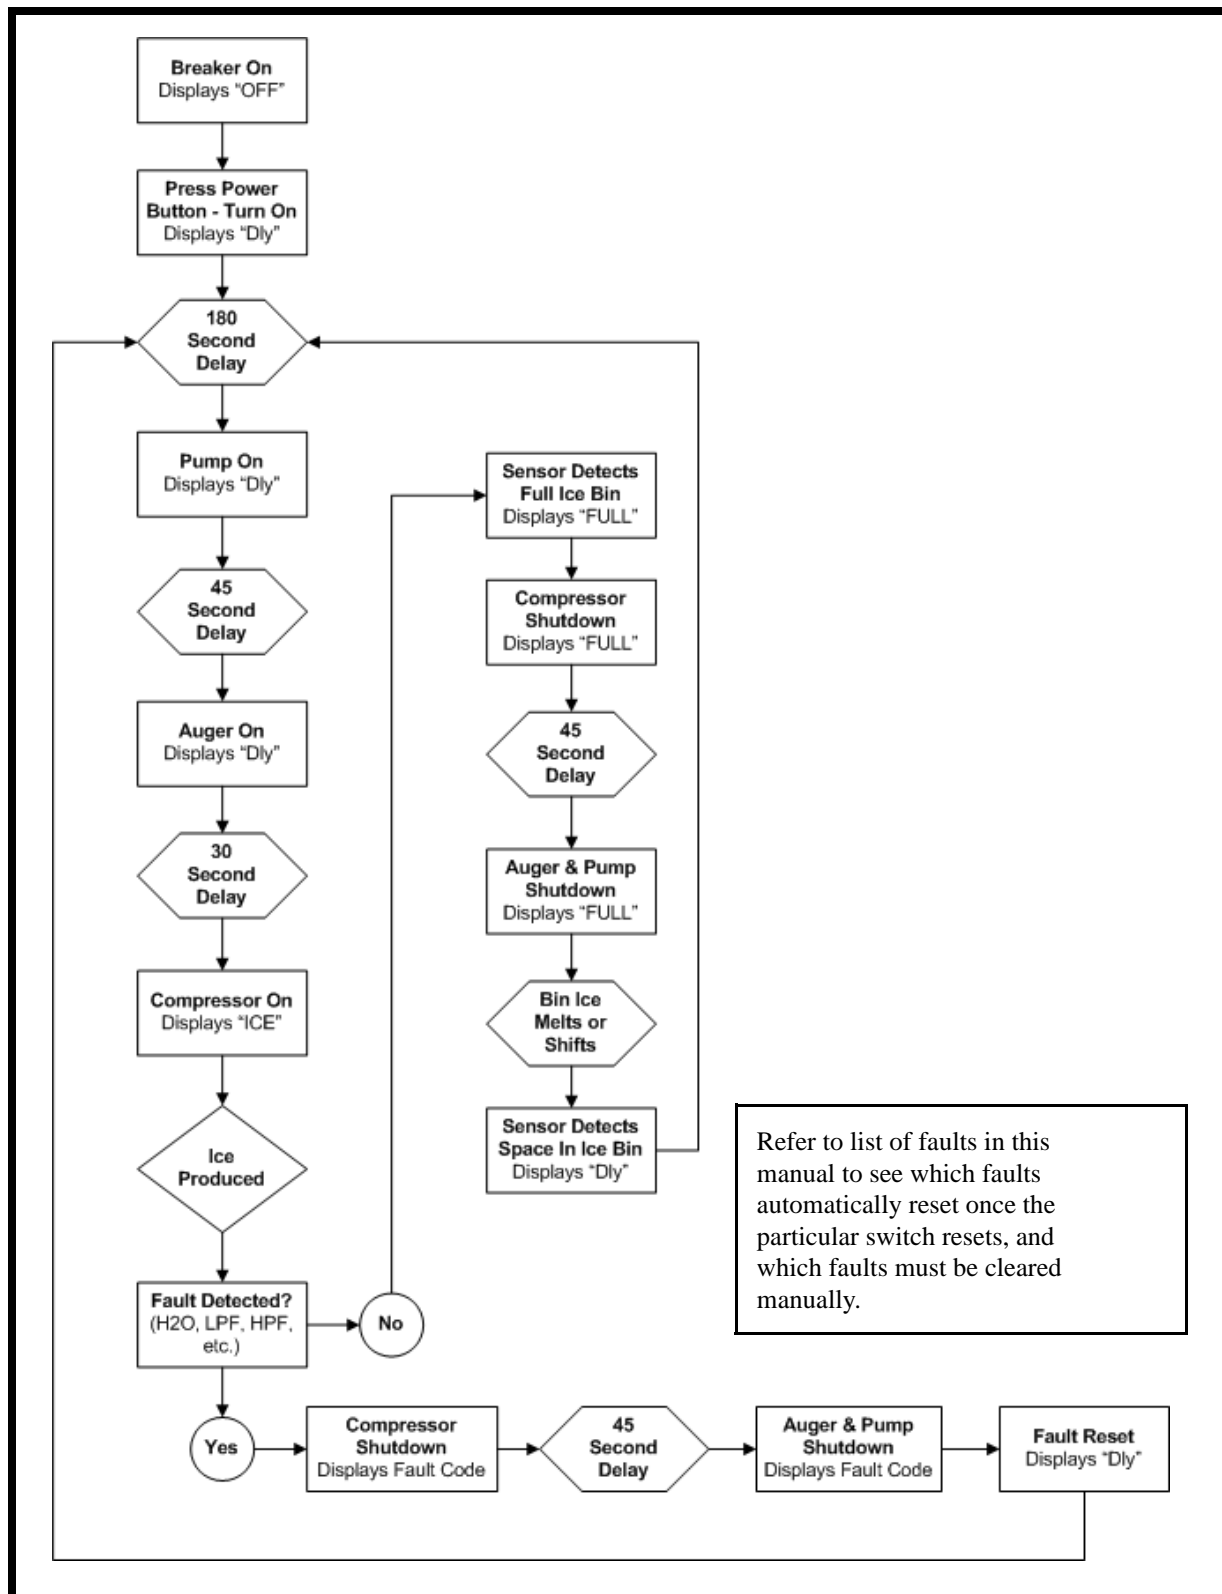 Breaker On
Displays “OFF”
Press Power
Button - Turn On
Displays “Dly”
180
Second
Delay
Pump On
Displays “Dly”
45
Second
Delay
Auger On
Displays “Dly”
30
Second
Delay
Compressor On
Displays “ICE”
Ice
Produced
Fault Detected?
(H2O, LPF, HPF,
etc.)
No
Sensor Detects
Full Ice Bin
Displays “FULL”
Compressor
Shutdown
Displays “FULL”
45
Second
Delay
Auger & Pump
Shutdown
Displays “FULL”
Bin Ice
Melts or
Shifts
Sensor Detects
Space In Ice Bin
Displays “Dly”
Refer to list of faults in this
manual to see which faults
automatically reset once the
particular switch resets, and
which faults must be cleared
manually.
Yes
Compressor
Shutdown
Displays Fault Code
45
Second
Delay
Auger & Pump
Shutdown
Displays Fault Code
Fault Reset
Displays “Dly”